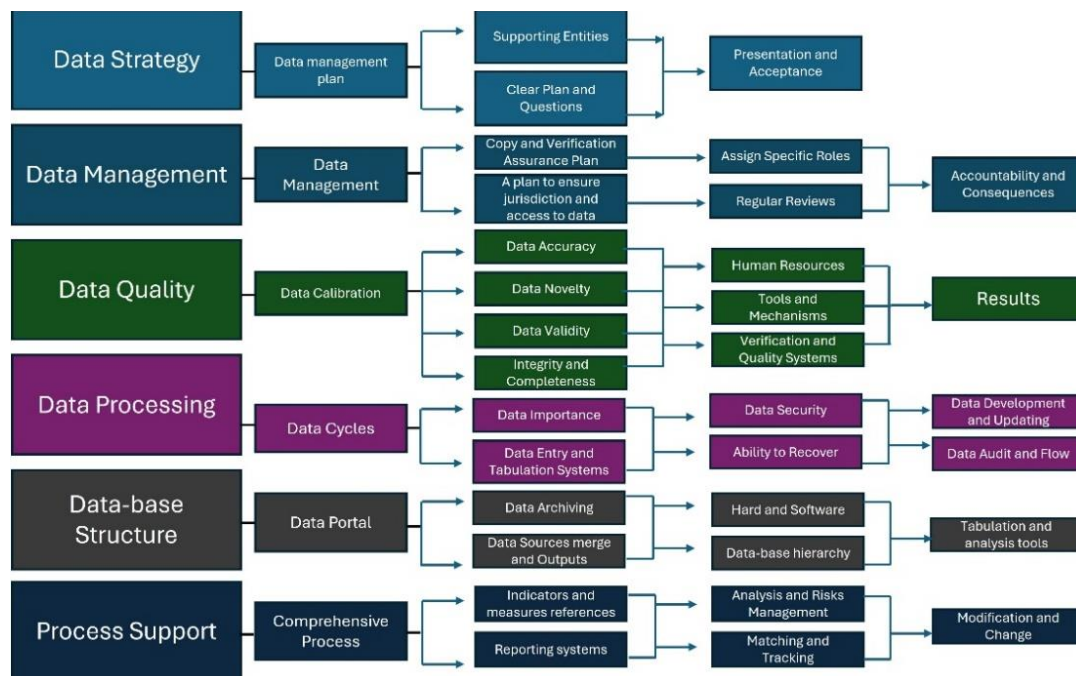 Data Strategy
Data management
plan
Supporting Entities
Clear Plan and
Questions
Presentation and
Acceptance
Data Management
Data
Management
Copy and Verification
Assurance Plan
A plan to ensure
jurisdiction and
access to data
Assign Specific Roles
Regular Reviews
Accountability and
Consequences
Data Quality
Data Calibration
Data Accuracy
Data Novelty
Data Validity
Integrity and
Completeness
Human Resources
Tools and
Mechanisms
Verification and
Quality Systems
Results
Data Processing
Data Cycles
Data Importance
Data Entry and
Tabulation Systems
Data Security
Ability to Recover
Data Development
and Updating
Data Audit and Flow
Data-base
Structure
Data Portal
Data Archiving
Data Sources merge
and Outputs
Hard and Software
Data-base hierarchy
Tabulation and
analysis tools
Process Support
Comprehensive
Process
Indicators and
measures references
Reporting systems
Analysis and Risks
Management
Matching and
Tracking
Modification and
Change